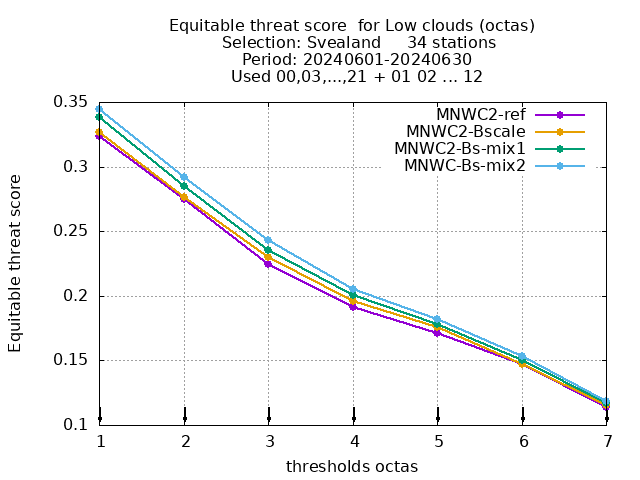 Equitable threat score  for Low clouds (octas)
Selection: Svealand     34 stations
Period: 20240601-20240630
Used 00,03,...,21 + 01 02 ... 12
MNWC2-ref
MNWC2-Bscale
MNWC2-Bs-mix1
MNWC-Bs-mix2
Equitable threat score
0.35
0.3
0.25
0.2
0.15
0.1
1 2 3 4 5 6 7
thresholds octas